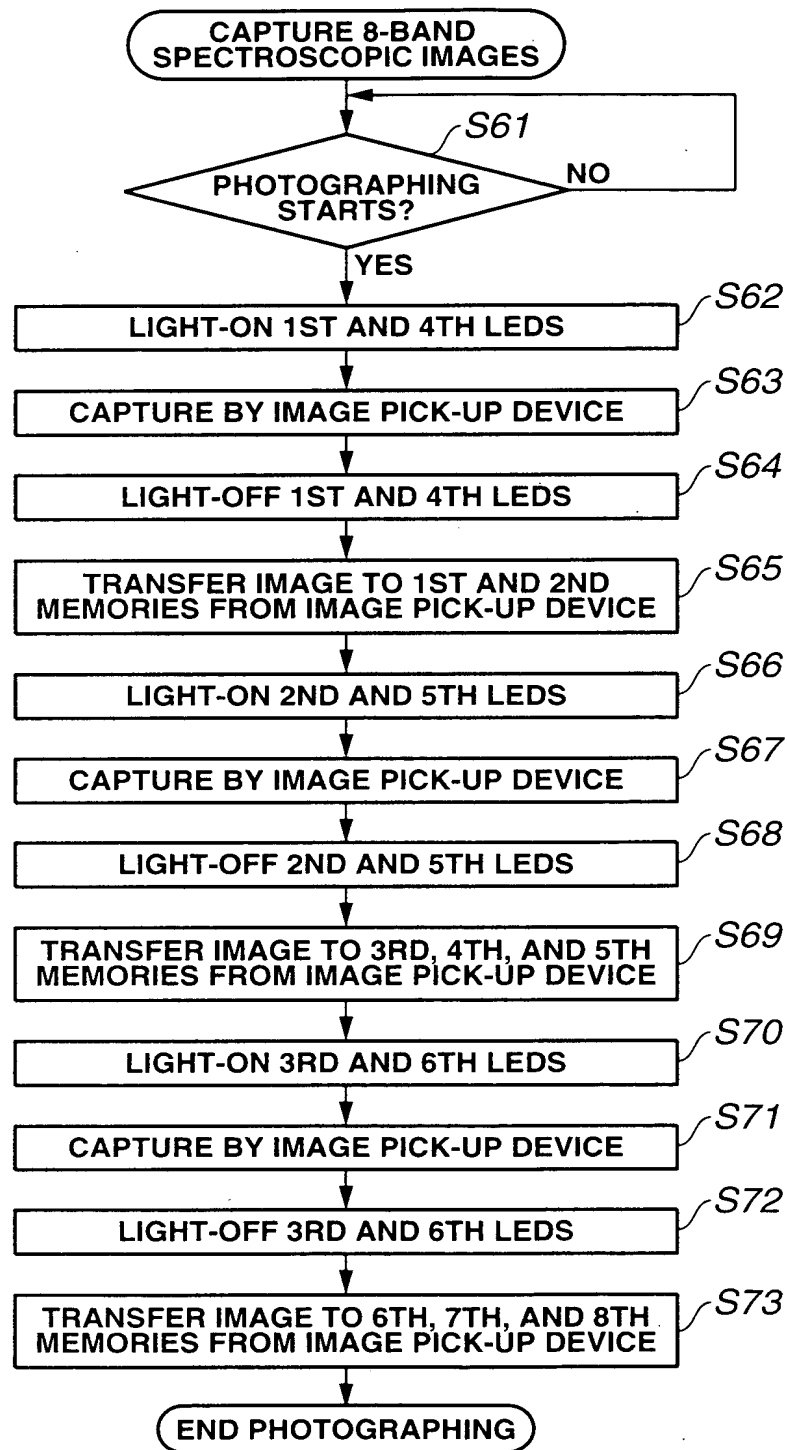 CAPTURE 8-BAND
SPECTROSCOPIC IMAGES
S61
PHOTOGRAPHING
STARTS?
NO
YES
S62
LIGHT-ON 1ST AND 4TH LEDS
S63
CAPTURE BY IMAGE PICK-UP DEVICE
S64
LIGHT-OFF 1ST AND 4TH LEDS
S65
TRANSFER IMAGE TO 1ST AND 2ND
MEMORIES FROM IMAGE PICK-UP DEVICE
S66
LIGHT-ON 2ND AND 5TH LEDS
S67
CAPTURE BY IMAGE PICK-UP DEVICE
S68
LIGHT-OFF 2ND AND 5TH LEDS
S69
TRANSFER IMAGE TO 3RD, 4TH, AND 5TH
MEMORIES FROM IMAGE PICK-UP DEVICE
S70
LIGHT-ON 3RD AND 6TH LEDS
S71
CAPTURE BY IMAGE PICK-UP DEVICE
S72
LIGHT-OFF 3RD AND 6TH LEDS
S73
TRANSFER IMAGE TO 6TH, 7TH, AND 8TH
MEMORIES FROM IMAGE PICK-UP DEVICE
END PHOTOGRAPHING